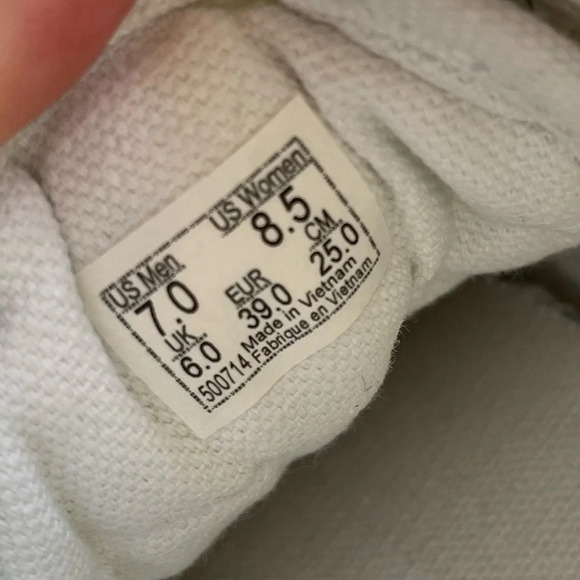 US Men US Women
7.0 8.5
UK EUR CM
6.0 39.0 25.0
500714 Made in Vietnam
Fabrique en Vietnam